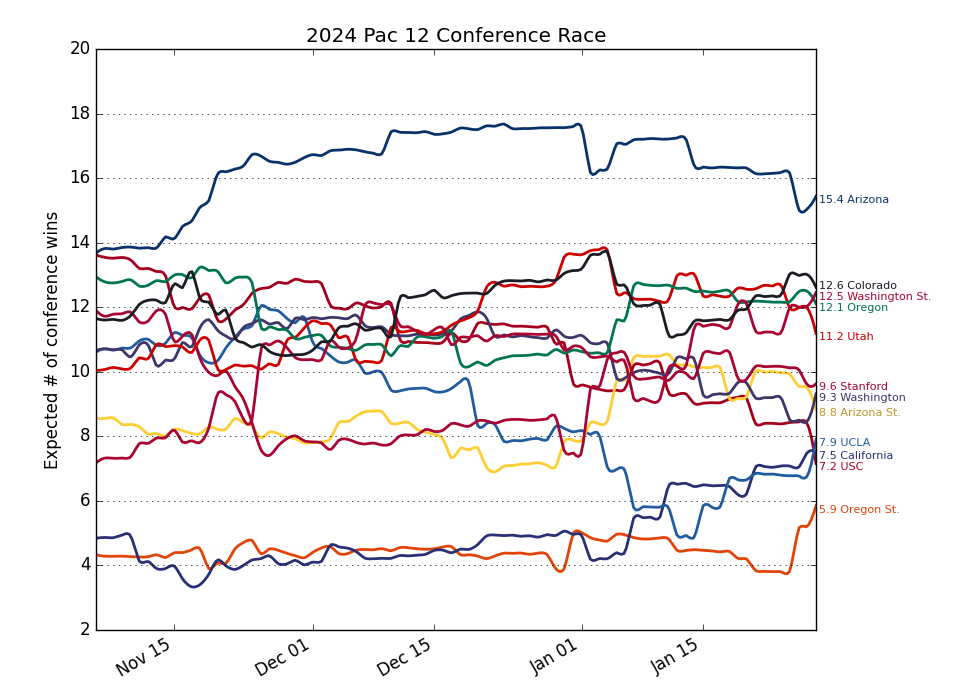 2024 Pac 12 Conference Race
Expected # of conference wins
20
18
16
14
12
10
8
6
4
2
Nov 15
Dec 01
Dec 15
Jan 01
Jan 15
15.4 Arizona
12.6 Colorado
12.5 Washington St.
12.1 Oregon
11.2 Utah
9.6 Stanford
9.3 Washington
8.8 Arizona St.
7.9 UCLA
7.5 California
7.2 USC
5.9 Oregon St.